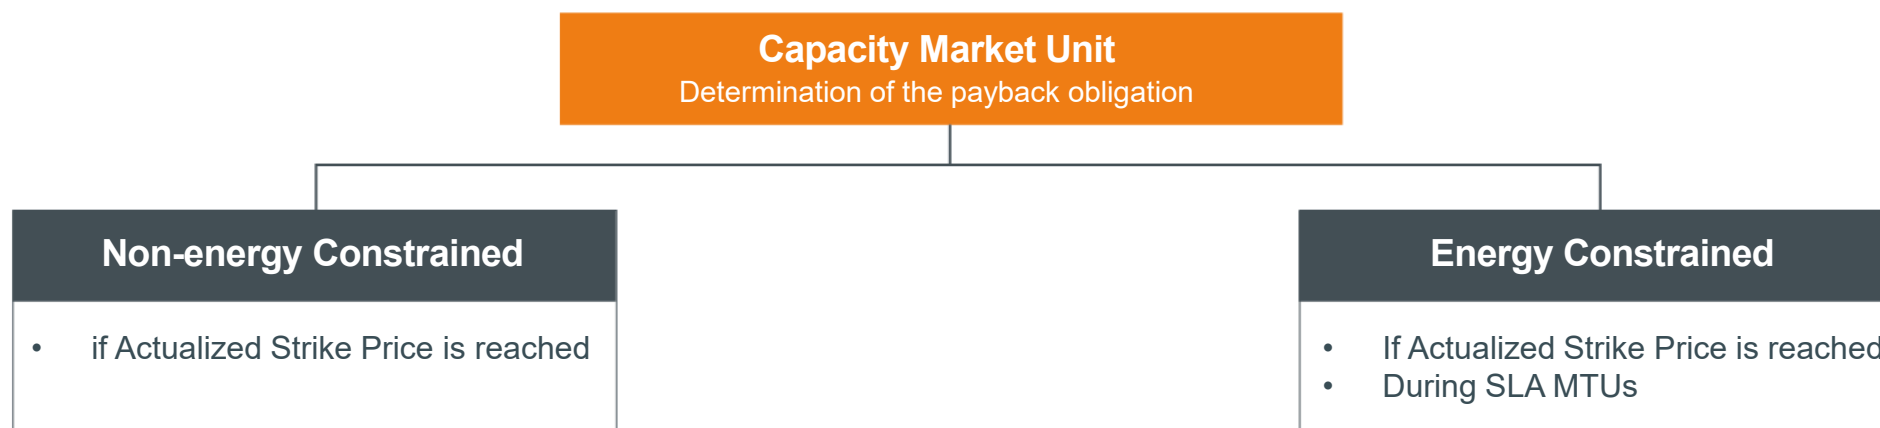 Capacity Market Unit
Determination of the payback obligation
Non-energy Constrained
• if Actualized Strike Price is reached
Energy Constrained
• If Actualized Strike Price is reached
• During SLA MTUs